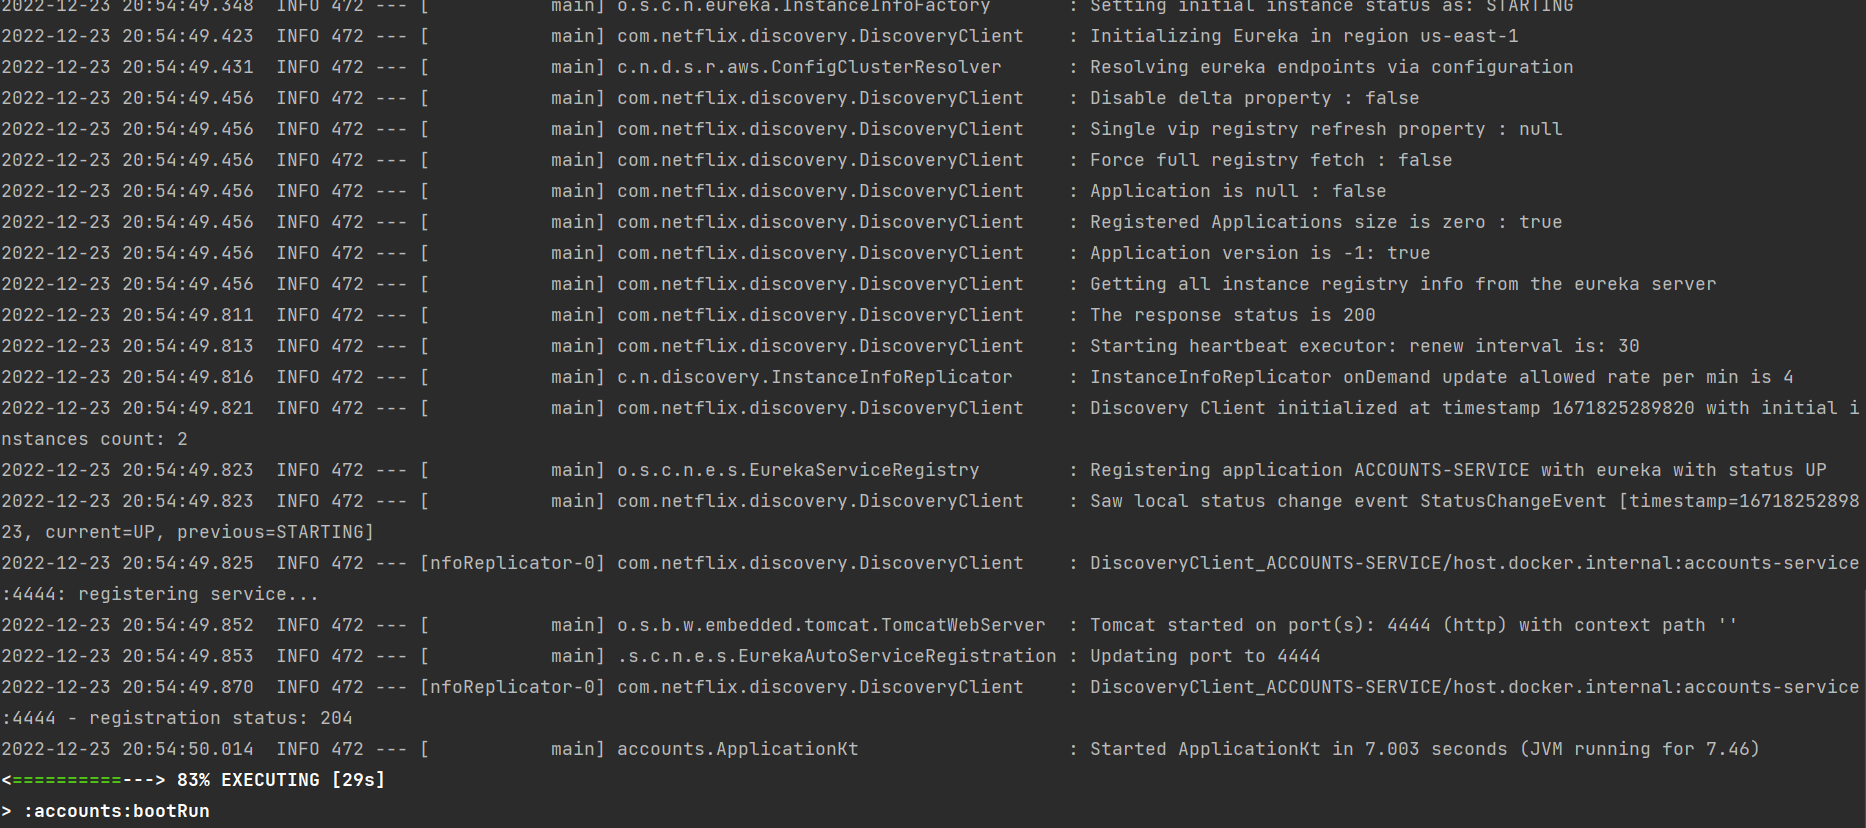 2022-12-23 20:54:49.348  INFO 472 --- [           main] o.s.c.n.eureka.InstanceInfoFactory       : Setting initial instance status as: STARTING
2022-12-23 20:54:49.423  INFO 472 --- [           main] com.netflix.discovery.DiscoveryClient    : Initializing Eureka in region us-east-1
2022-12-23 20:54:49.431  INFO 472 --- [           main] c.n.d.s.r.aws.ConfigClusterResolver      : Resolving eureka endpoints via configuration
2022-12-23 20:54:49.456  INFO 472 --- [           main] com.netflix.discovery.DiscoveryClient    : Disable delta property : false
2022-12-23 20:54:49.456  INFO 472 --- [           main] com.netflix.discovery.DiscoveryClient    : Single vip registry refresh property : null
2022-12-23 20:54:49.456  INFO 472 --- [           main] com.netflix.discovery.DiscoveryClient    : Force full registry fetch : false
2022-12-23 20:54:49.456  INFO 472 --- [           main] com.netflix.discovery.DiscoveryClient    : Application is null : false
2022-12-23 20:54:49.456  INFO 472 --- [           main] com.netflix.discovery.DiscoveryClient    : Registered Applications size is zero : true
2022-12-23 20:54:49.456  INFO 472 --- [           main] com.netflix.discovery.DiscoveryClient    : Application version is -1: true
2022-12-23 20:54:49.456  INFO 472 --- [           main] com.netflix.discovery.DiscoveryClient    : Getting all instance registry info from the eureka server
2022-12-23 20:54:49.811  INFO 472 --- [           main] com.netflix.discovery.DiscoveryClient    : The response status is 200
2022-12-23 20:54:49.813  INFO 472 --- [           main] com.netflix.discovery.DiscoveryClient    : Starting heartbeat executor: renew interval is: 30
2022-12-23 20:54:49.816  INFO 472 --- [           main] c.n.discovery.InstanceInfoReplicator     : InstanceInfoReplicator onDemand update allowed rate per min is 4
2022-12-23 20:54:49.821  INFO 472 --- [           main] com.netflix.discovery.DiscoveryClient    : Discovery Client initialized at timestamp 1671825289820 with initial i
nstances count: 2
2022-12-23 20:54:49.823  INFO 472 --- [           main] o.s.c.n.e.s.EurekaServiceRegistry        : Registering application ACCOUNTS-SERVICE with eureka with status UP
2022-12-23 20:54:49.823  INFO 472 --- [           main] com.netflix.discovery.DiscoveryClient    : Saw local status change event StatusChangeEvent [timestamp=16718252898
23, current=UP, previous=STARTING]
2022-12-23 20:54:49.825  INFO 472 --- [nfoReplicator-0] com.netflix.discovery.DiscoveryClient    : DiscoveryClient_ACCOUNTS-SERVICE/host.docker.internal:accounts-service
:4444: registering service...
2022-12-23 20:54:49.852  INFO 472 --- [           main] o.s.b.w.embedded.tomcat.TomcatWebServer  : Tomcat started on port(s): 4444 (http) with context path ''
2022-12-23 20:54:49.853  INFO 472 --- [           main] .s.c.n.e.s.EurekaAutoServiceRegistration : Updating port to 4444
2022-12-23 20:54:49.870  INFO 472 --- [nfoReplicator-0] com.netflix.discovery.DiscoveryClient    : DiscoveryClient_ACCOUNTS-SERVICE/host.docker.internal:accounts-service
:4444 - registration status: 204
2022-12-23 20:54:50.014  INFO 472 --- [           main] accounts.ApplicationKt                   : Started ApplicationKt in 7.003 seconds (JVM running for 7.46)
<==========---> 83% EXECUTING [29s]
> :accounts:bootRun